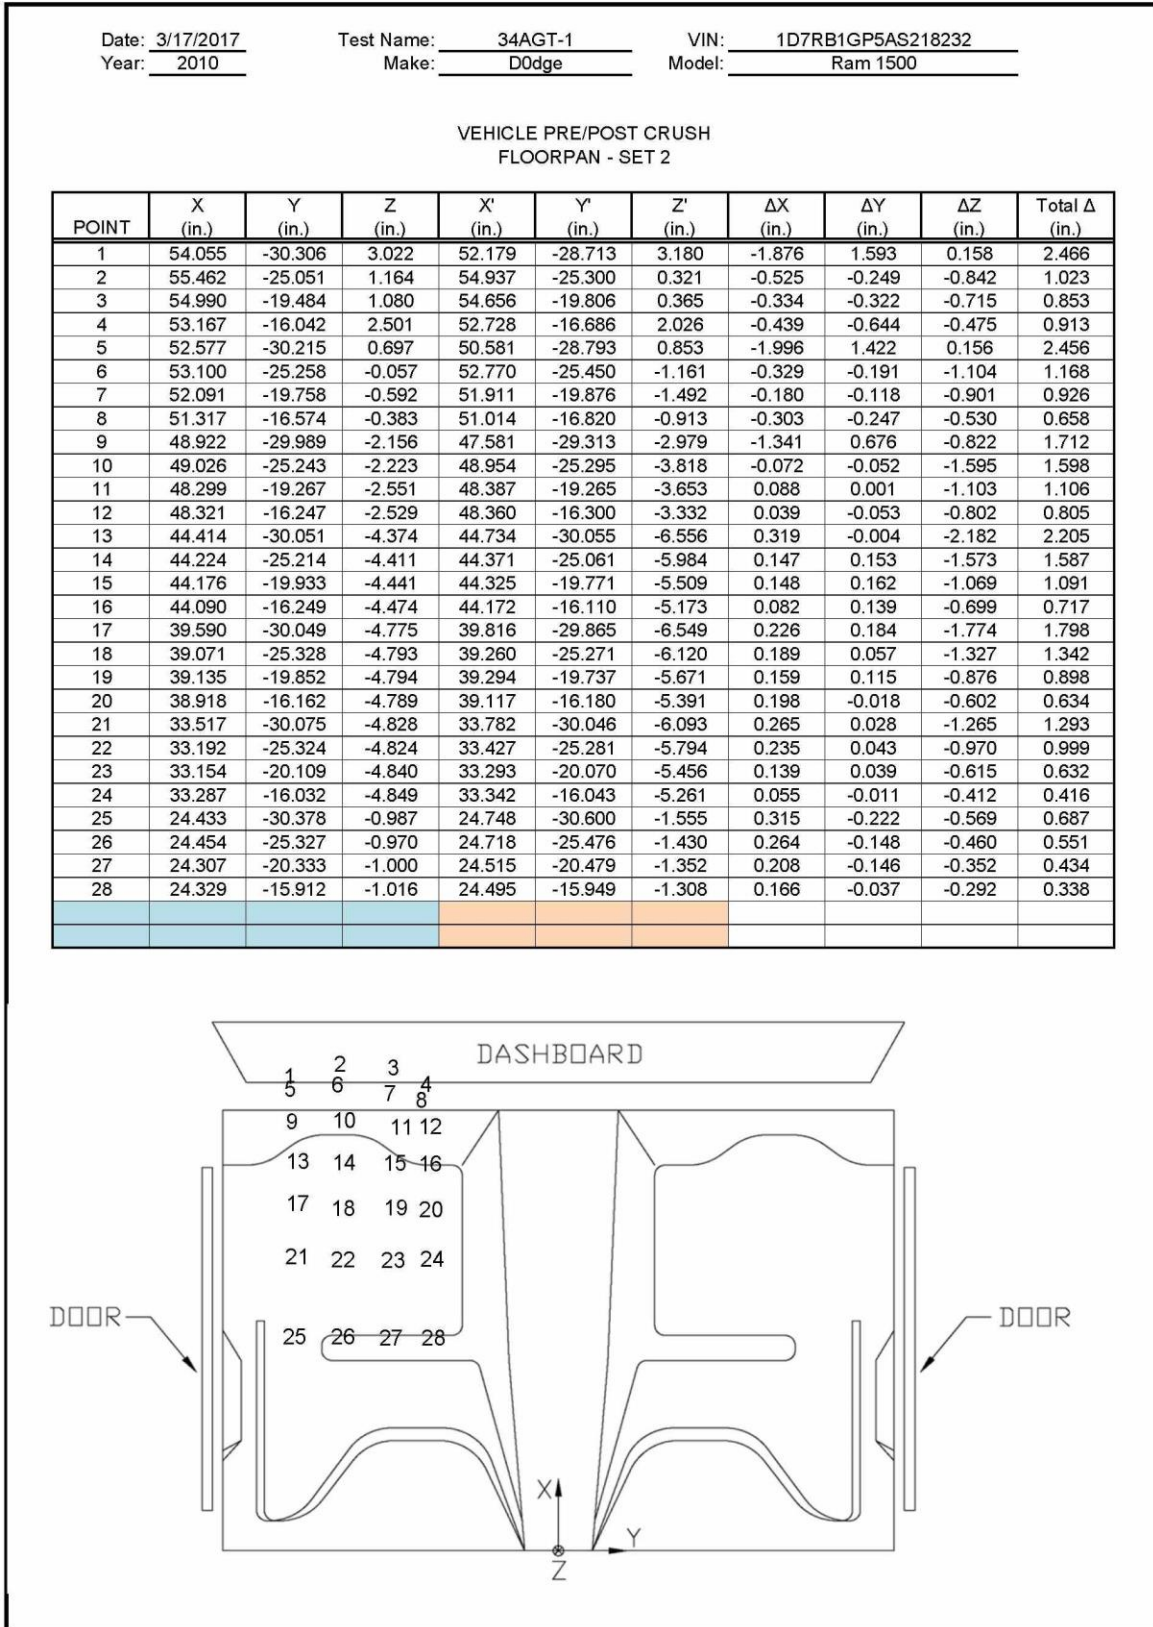 Date: 3/17/2017 Test Name: 34AGT-1 VIN: 1D7RB1GP5AS218232
Year: 2010 Make: D0dge Model: Ram 1500
VEHICLE PRE/POST CRUSH
FLOORPAN - SET 2
POINT X (in.) Y (in.) Z (in.) X' (in.) Y' (in.) Z' (in.) ΔX (in.) ΔY (in.) ΔZ (in.) Total Δ (in.)
1 54.055 -30.306 3.022 52.179 -28.713 3.180 -1.876 1.593 0.158 2.466
2 55.462 -25.051 1.164 54.937 -25.300 0.321 -0.525 -0.249 -0.842 1.023
3 54.990 -19.484 1.080 54.656 -19.806 0.365 -0.334 -0.322 -0.715 0.853
4 53.167 -16.042 2.501 52.728 -16.686 2.026 -0.439 -0.644 -0.475 0.913
5 52.577 -30.215 0.697 50.581 -28.793 0.853 -1.996 1.422 0.156 2.456
6 53.100 -25.258 -0.057 52.770 -25.450 -1.161 -0.329 -0.191 -1.104 1.168
7 52.091 -19.758 -0.592 51.911 -19.876 -1.492 -0.180 -0.118 -0.901 0.926
8 51.317 -16.574 -0.383 51.014 -16.820 -0.913 -0.303 -0.247 -0.530 0.658
9 48.922 -29.989 -2.156 47.581 -29.313 -2.979 -1.341 0.676 -0.822 1.712
10 49.026 -25.243 -2.223 48.954 -25.295 -3.818 -0.072 -0.052 -1.595 1.598
11 48.299 -19.267 -2.551 48.387 -19.265 -3.653 0.088 0.001 -1.103 1.106
12 48.321 -16.247 -2.529 48.360 -16.300 -3.332 0.039 -0.053 -0.802 0.805
13 44.414 -30.051 -4.374 44.734 -30.055 -6.556 0.319 -0.004 -2.182 2.205
14 44.224 -25.214 -4.411 44.371 -25.061 -5.984 0.147 0.153 -1.573 1.587
15 44.176 -19.933 -4.441 44.325 -19.771 -5.509 0.148 0.162 -1.069 1.091
16 44.090 -16.249 -4.474 44.172 -16.110 -5.173 0.082 0.139 -0.699 0.717
17 39.590 -30.049 -4.775 39.816 -29.865 -6.549 0.226 0.184 -1.774 1.798
18 39.071 -25.328 -4.793 39.260 -25.271 -6.120 0.189 0.057 -1.327 1.342
19 39.135 -19.852 -4.794 39.294 -19.737 -5.671 0.159 0.115 -0.876 0.898
20 38.918 -16.162 -4.789 39.117 -16.180 -5.391 0.198 -0.018 -0.602 0.634
21 33.517 -30.075 -4.828 33.782 -30.046 -6.093 0.265 0.028 -1.265 1.293
22 33.192 -25.324 -4.824 33.427 -25.281 -5.794 0.235 0.043 -0.970 0.999
23 33.154 -20.109 -4.840 33.293 -20.070 -5.456 0.139 0.039 -0.615 0.632
24 33.287 -16.032 -4.849 33.342 -16.043 -5.261 0.055 -0.011 -0.412 0.416
25 24.433 -30.378 -0.987 24.748 -30.600 -1.555 0.315 -0.222 -0.569 0.687
26 24.454 -25.327 -0.970 24.718 -25.476 -1.430 0.264 -0.148 -0.460 0.551
27 24.307 -20.333 -1.000 24.515 -20.479 -1.352 0.208 -0.146 -0.352 0.434
28 24.329 -15.912 -1.016 24.495 -15.949 -1.308 0.166 -0.037 -0.292 0.338
DASHBOARD
1 2 3 4
5 6 7 8
9 10 11 12
13 14 15 16
17 18 19 20
21 22 23 24
25 26 27 28
DOOR DOOR
X
Y
Z